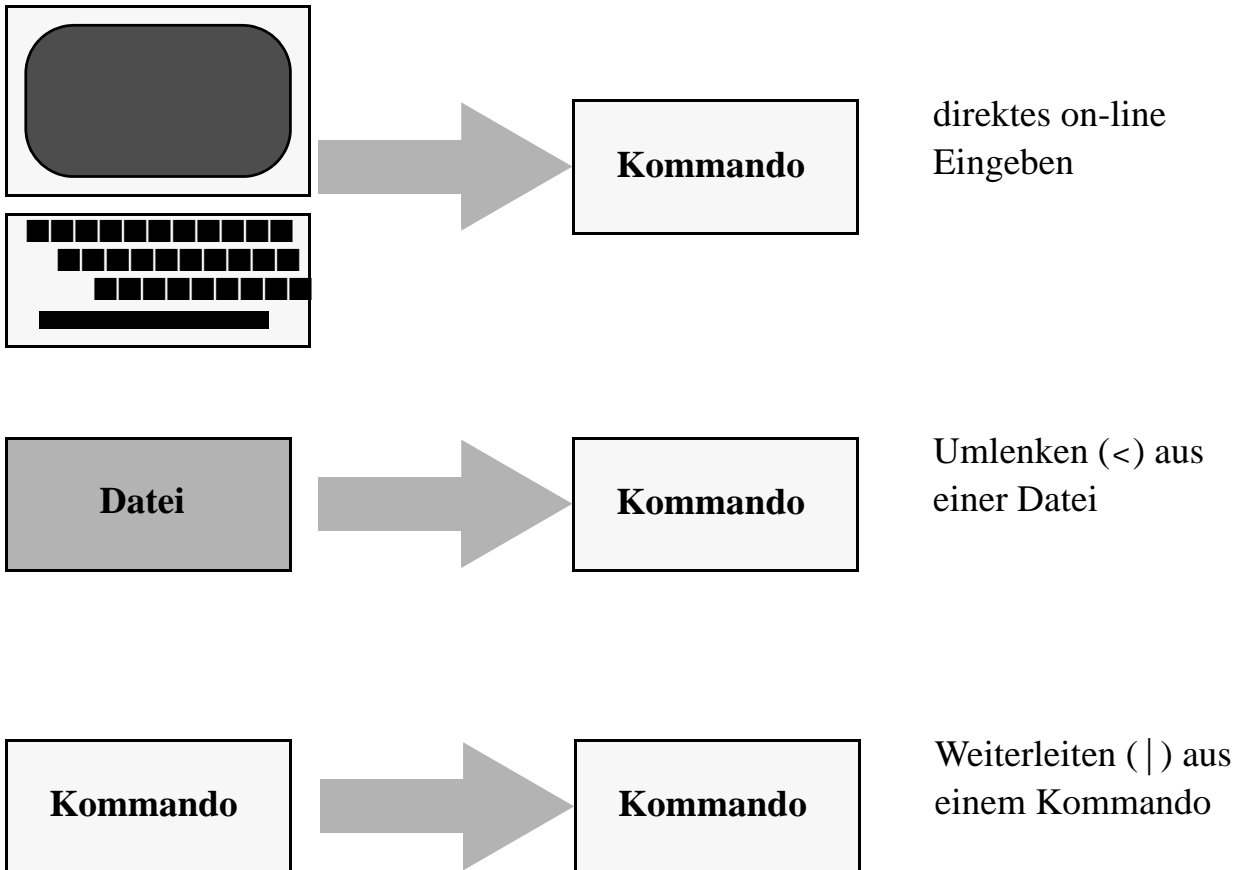 Kommando
direktes on-line
Eingeben
Datei
Kommando
Umlenken (<) aus
einer Datei
Kommando
Kommando
Weiterleiten (|) aus
einem Kommando